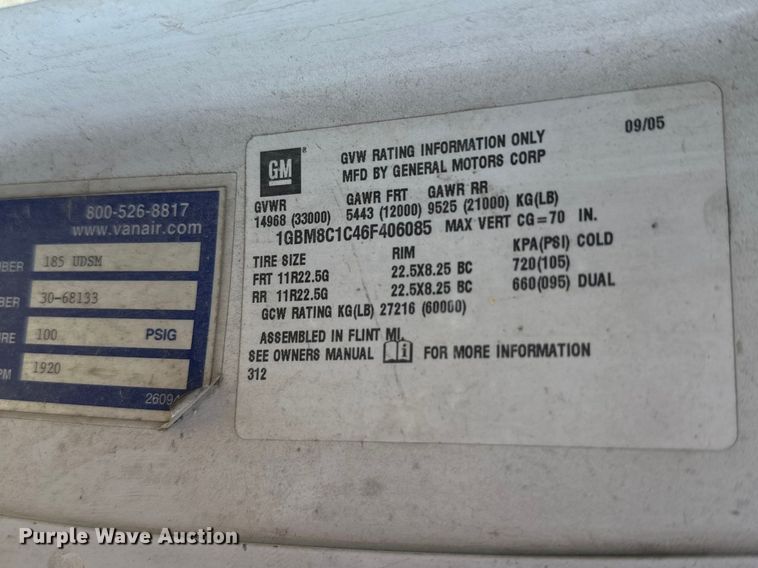 800-526-8817
www.vanair.com
BER 185 UDSM
BER 30-68133
URE 100 PSIG
PM 1920
26094
GM ®
GVW RATING INFORMATION ONLY
MFD BY GENERAL MOTORS CORP
09/05
GVWR GAWR FRT GAWR RR
14968 (33000) 5443 (12000) 9525 (21000) KG(LB)
1GBM8C1C46F406085 MAX VERT CG=70 IN.
TIRE SIZE RIM KPA(PSI) COLD
FRT 11R22.5G 22.5X8.25 BC 720(105)
RR 11R22.5G 22.5X8.25 BC 660(095) DUAL
GCW RATING KG(LB) 27216 (60000)
ASSEMBLED IN FLINT MI.
SEE OWNERS MANUAL i FOR MORE INFORMATION
312
Purple Wave Auction